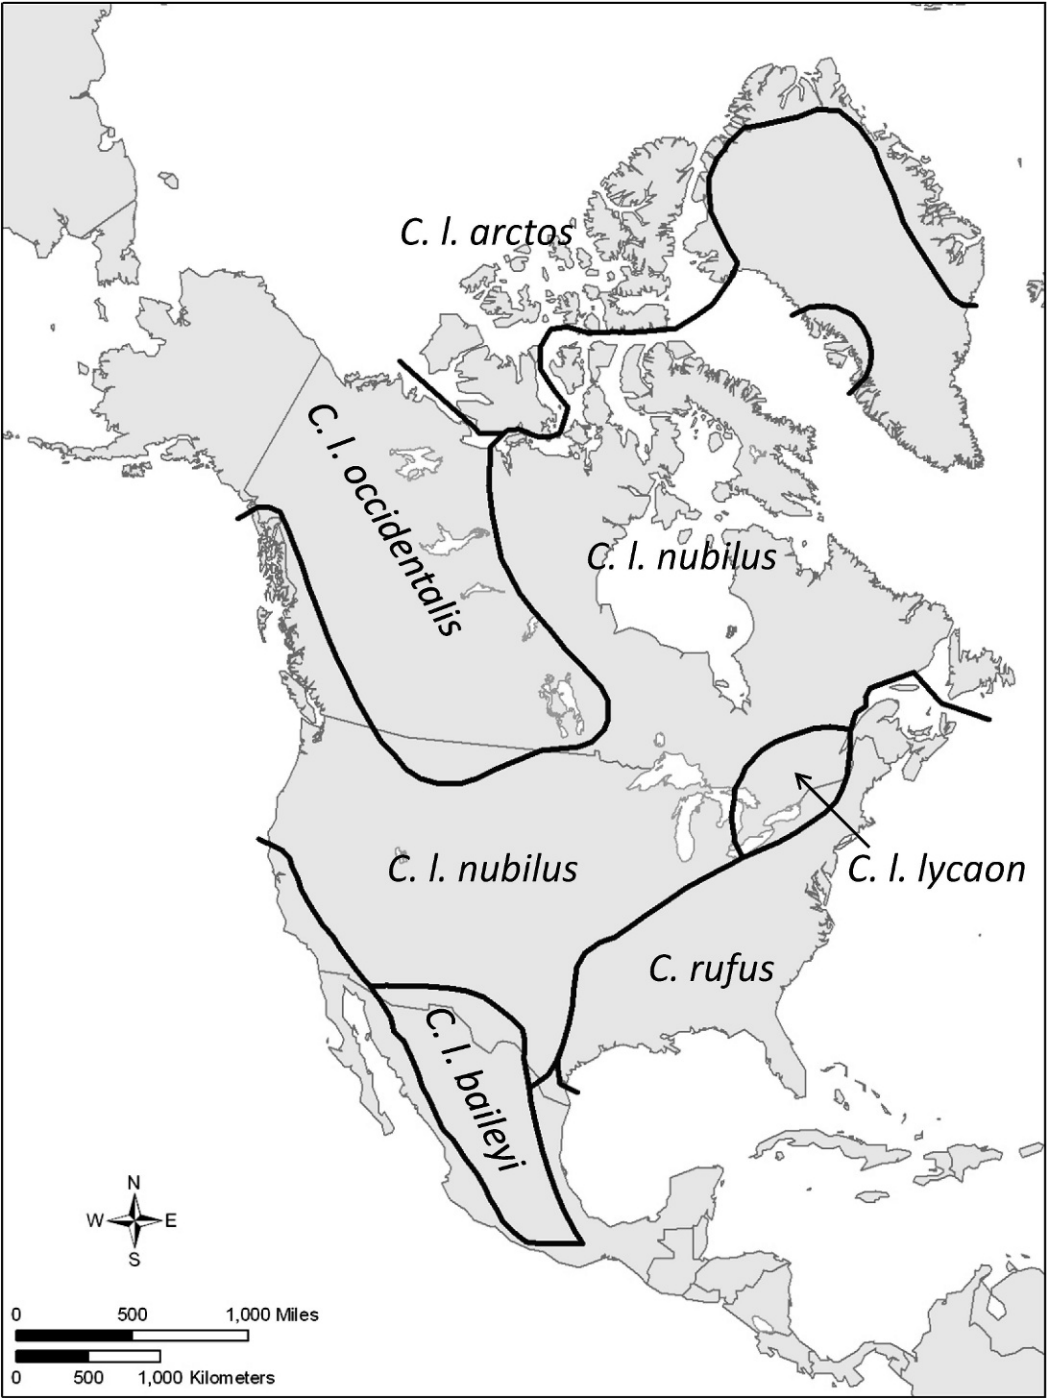 C. l. arctos
C. l. occidentalis
C. l. nubilus
C. l. nubilus
C. l. lycaon
C. rufus
C. l. baileyi
N
W E
S
0 500 1,000 Miles
0 500 1,000 Kilometers